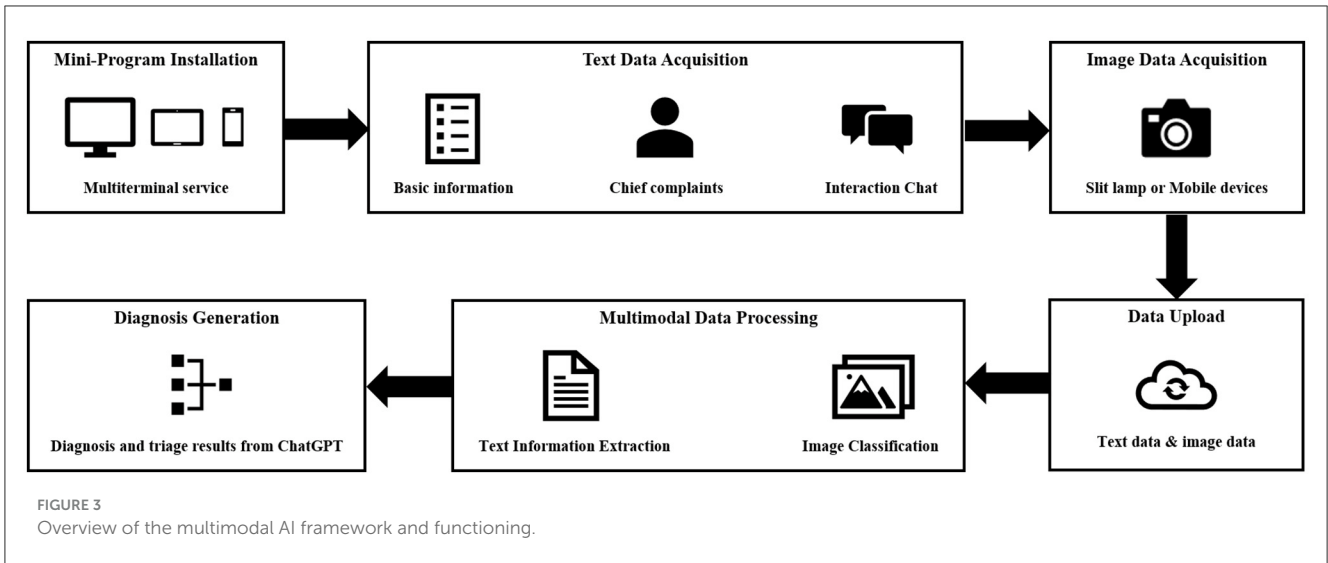 Mini-Program Installation
Multiterminal service
Text Data Acquisition
Basic information
Chief complaints
Interaction Chat
Image Data Acquisition
Slit lamp or Mobile devices
Data Upload
Text data & image data
Multimodal Data Processing
Text Information Extraction
Image Classification
Diagnosis Generation
Diagnosis and triage results from ChatGPT
FIGURE 3
Overview of the multimodal AI framework and functioning.